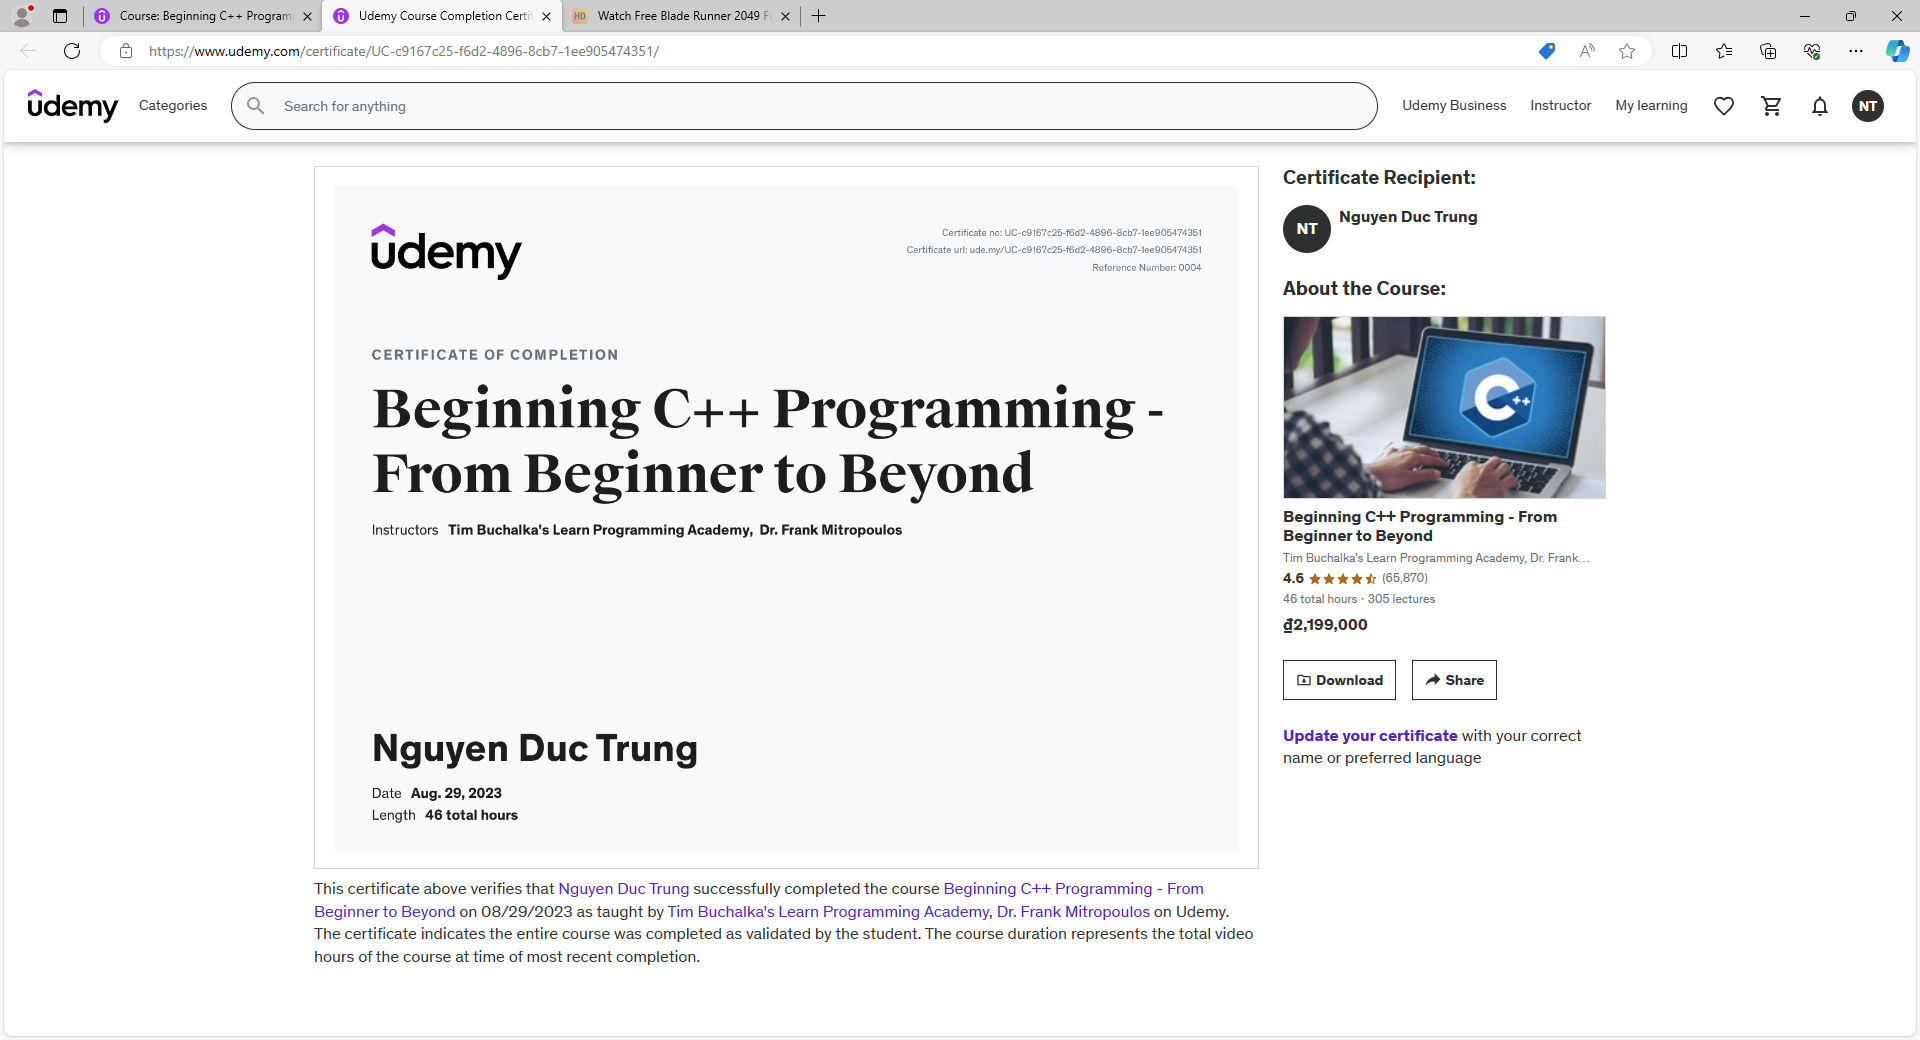 Course: Beginning C++ Program
Udemy Course Completion Certi
HD
Watch Free Blade Runner 2049 F
https://www.udemy.com/certificate/UC-c9167c25-f6d2-4896-8cb7-1ee905474351/
udemy
Categories
Search for anything
Udemy Business
Instructor
My learning
NT
udemy
Certificate no: UC-c9167c25-f6d2-4896-8cb7-1ee905474351
Certificate url: ude.my/UC-c9167c25-f6d2-4896-8cb7-1ee905474351
Reference Number: 0004
CERTIFICATE OF COMPLETION
Beginning C++ Programming -
From Beginner to Beyond
Instructors Tim Buchalka's Learn Programming Academy, Dr. Frank Mitropoulos
Nguyen Duc Trung
Date Aug. 29, 2023
Length 46 total hours
This certificate above verifies that Nguyen Duc Trung successfully completed the course Beginning C++ Programming - From
Beginner to Beyond on 08/29/2023 as taught by Tim Buchalka's Learn Programming Academy, Dr. Frank Mitropoulos on Udemy.
The certificate indicates the entire course was completed as validated by the student. The course duration represents the total video
hours of the course at time of most recent completion.
Certificate Recipient:
NT
Nguyen Duc Trung
About the Course:
C++
Beginning C++ Programming - From
Beginner to Beyond
Tim Buchalka's Learn Programming Academy, Dr. Frank...
4.6 (65,870)
46 total hours · 305 lectures
₫2,199,000
Download
Share
Update your certificate with your correct
name or preferred language